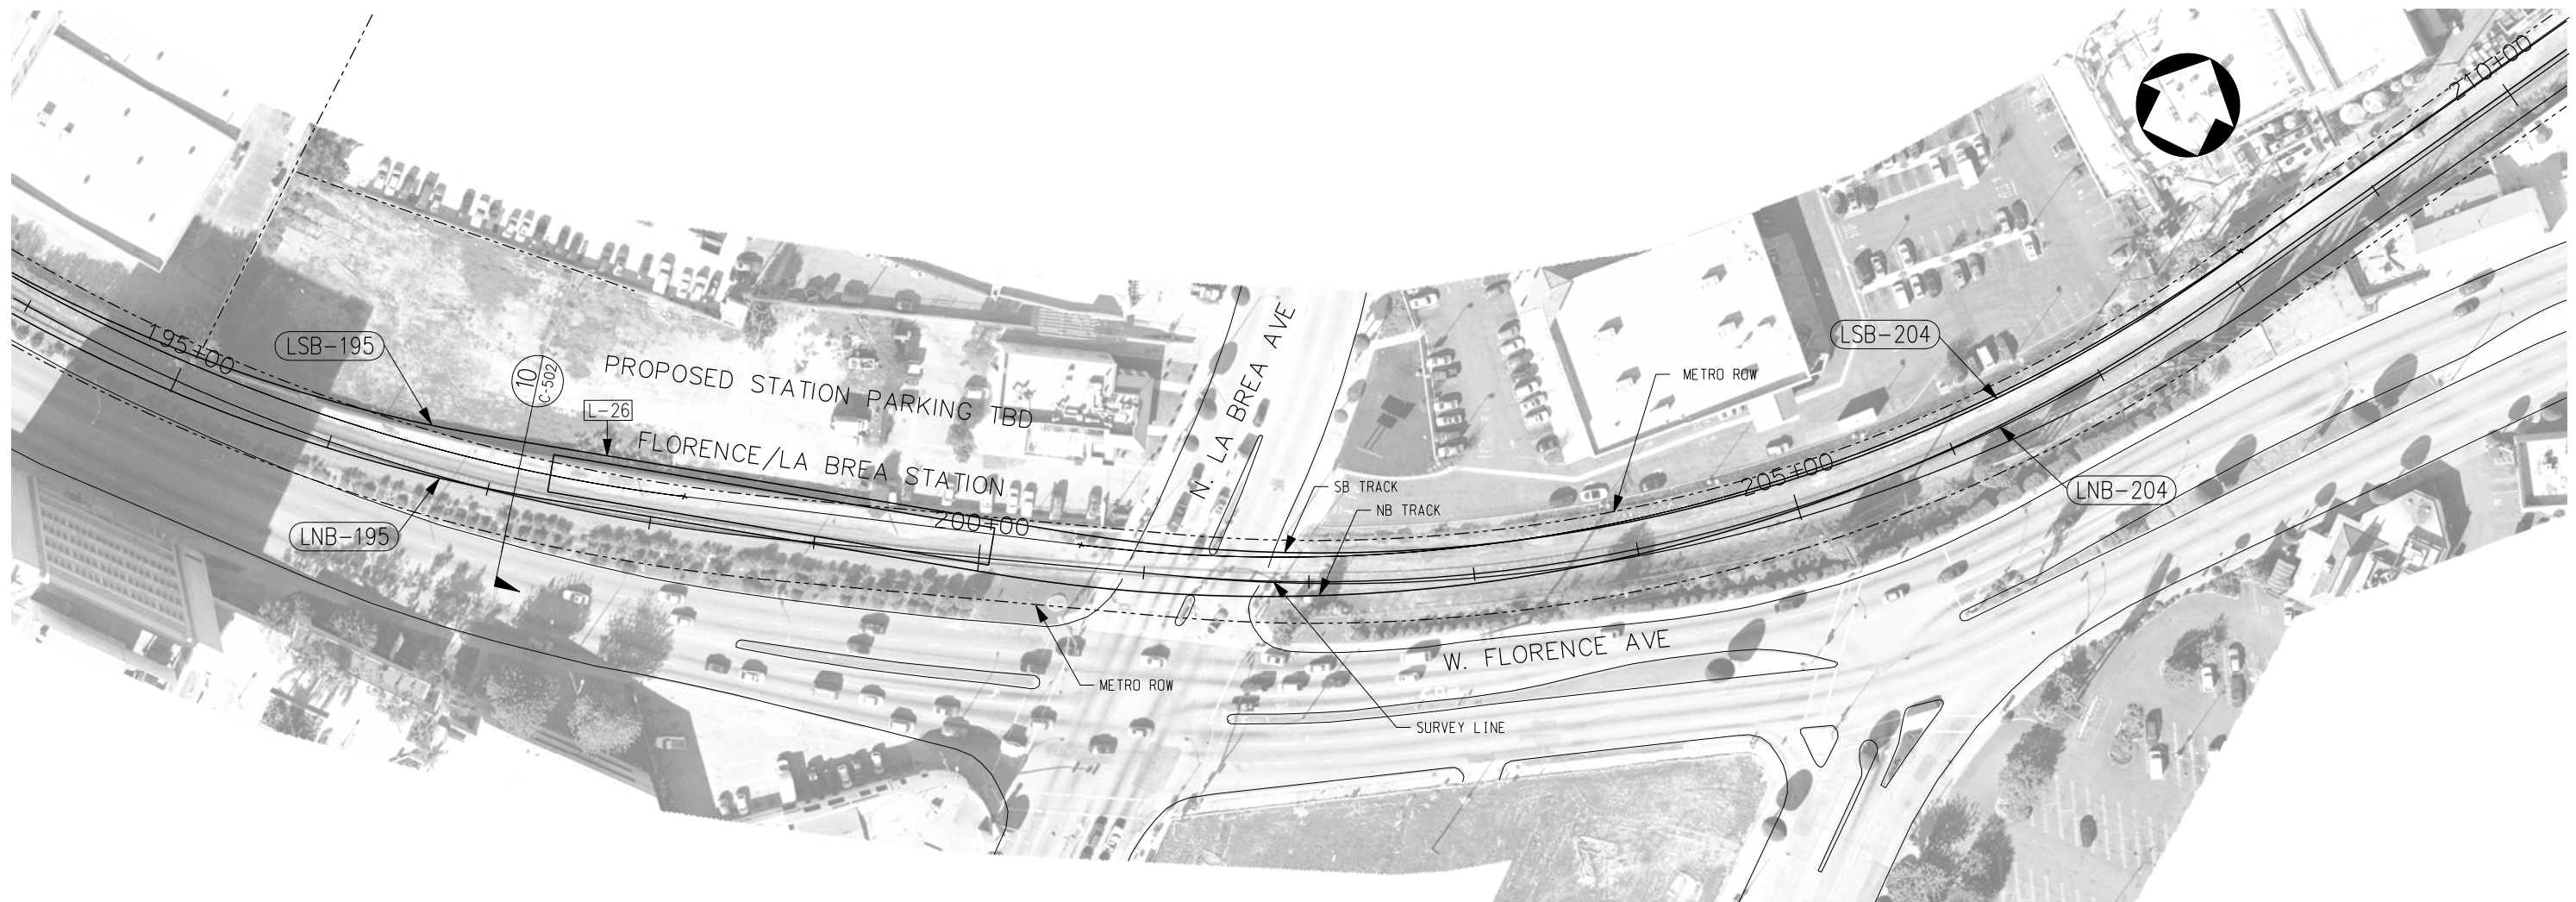 210+00
195+00
LSB-195
10
C-502
L-26
PROPOSED STATION PARKING TBD
FLORENCE/LA BREA STATION
N. LA BREA AVE
METRO ROW
LSB-204
SB TRACK
NB TRACK
205+00
LNB-204
LNB-195
200+00
W. FLORENCE AVE
METRO ROW
SURVEY LINE